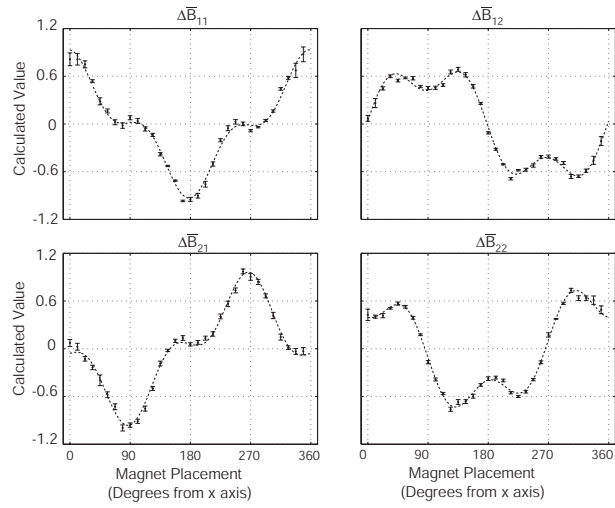 ΔB̅₁₁
ΔB̅₁₂
1.2
0.6
0
-0.6
-1.2
Calculated Value
ΔB̅₂₁
ΔB̅₂₂
1.2
0.6
0
-0.6
-1.2
Calculated Value
0 90 180 270 360
0 90 180 270 360
Magnet Placement
(Degrees from x axis)
Magnet Placement
(Degrees from x axis)